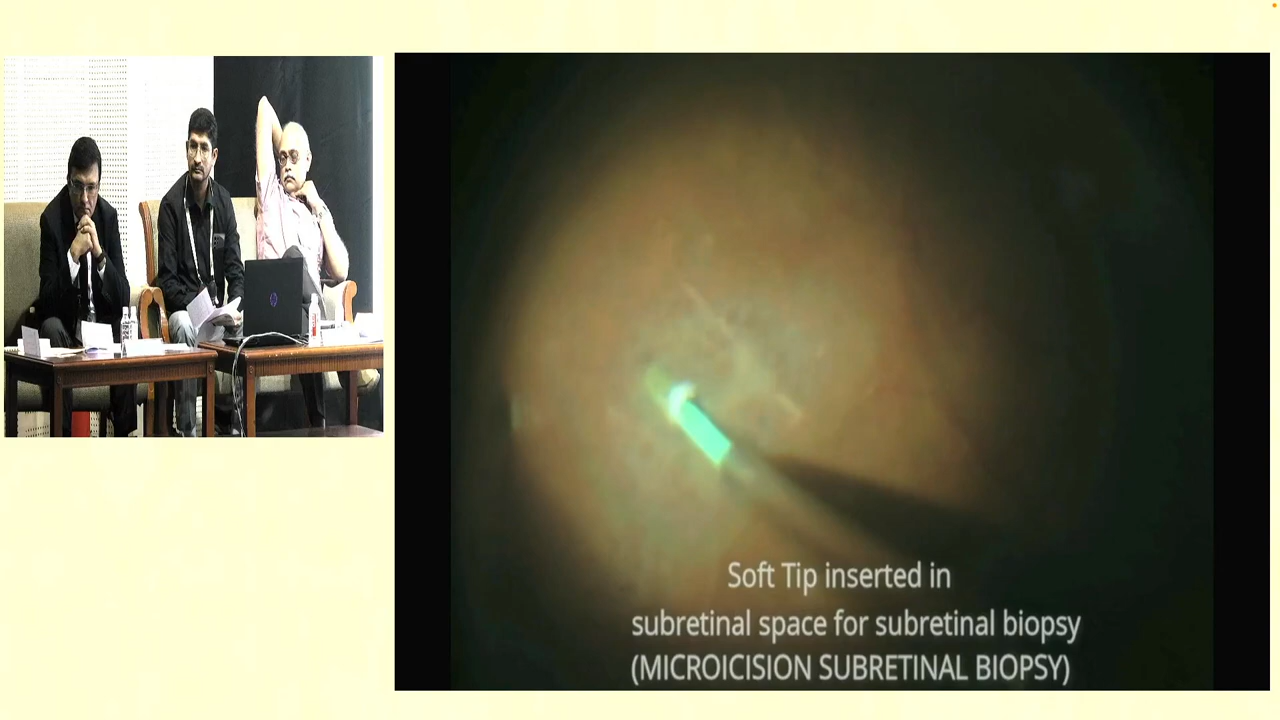 Soft Tip inserted in
subretinal space for subretinal biopsy
(MICROICISION SUBRETINAL BIOPSY)